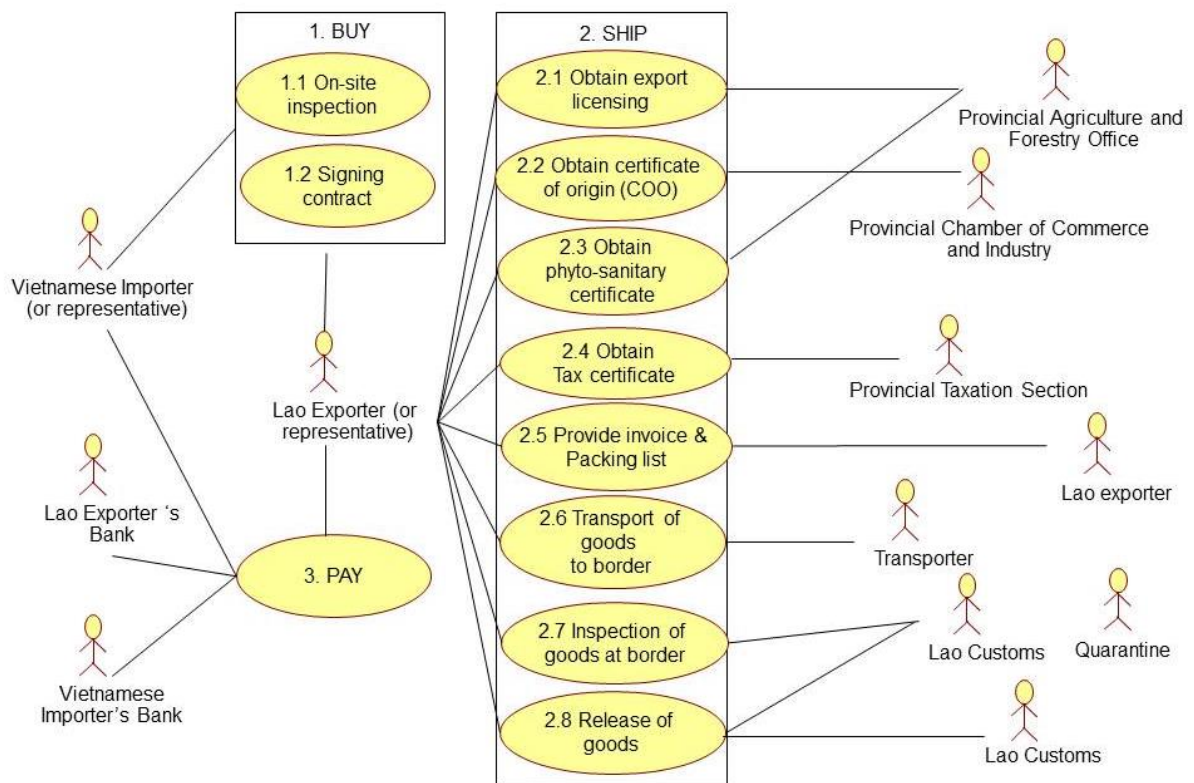 1. BUY
1.1 On-site
inspection
1.2 Signing
contract
Vietnamese Importer
(or representative)
Lao Exporter (or
representative)
Lao Exporter ‘s
Bank
3. PAY
Vietnamese
Importer’s Bank
2. SHIP
2.1 Obtain export
licensing
2.2 Obtain certificate
of origin (COO)
2.3 Obtain
phyto-sanitary
certificate
2.4 Obtain
Tax certificate
2.5 Provide invoice &
Packing list
2.6 Transport of
goods
to border
2.7 Inspection of
goods at border
2.8 Release of
goods
Provincial Agriculture and
Forestry Office
Provincial Chamber of Commerce
and Industry
Provincial Taxation Section
Lao exporter
Transporter
Lao Customs
Quarantine
Lao Customs